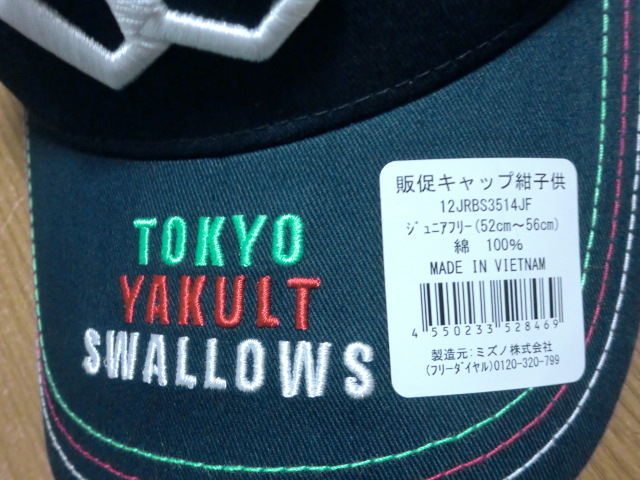 TOKYO
YAKULT
SWALLOWS
販促キャップ紺子供
12JRBS3514JF
ｼﾞｭﾆｱﾌﾘｰ(52cm～56cm)
綿 100%
MADE IN VIETNAM
4 550233 528469
製造元：ミズノ株式会社
(ﾌﾘｰﾀﾞｲﾔﾙ)0120-320-799